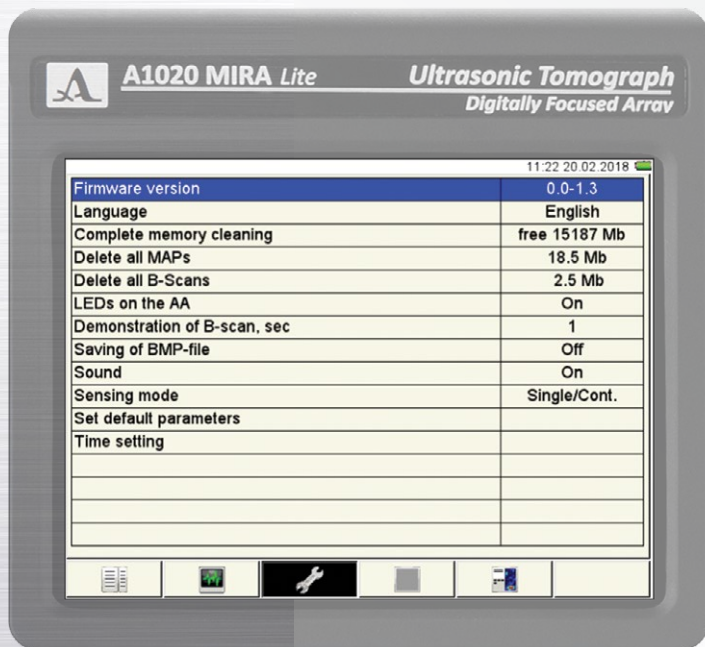 A1020 MIRA Lite
Ultrasonic Tomograph
Digitally Focused Array
11:22 20.02.2018
Firmware version 0.0-1.3
Language English
Complete memory cleaning free 15187 Mb
Delete all MAPs 18.5 Mb
Delete all B-Scans 2.5 Mb
LEDs on the AA On
Demonstration of B-scan, sec 1
Saving of BMP-file Off
Sound On
Sensing mode Single/Cont.
Set default parameters
Time setting